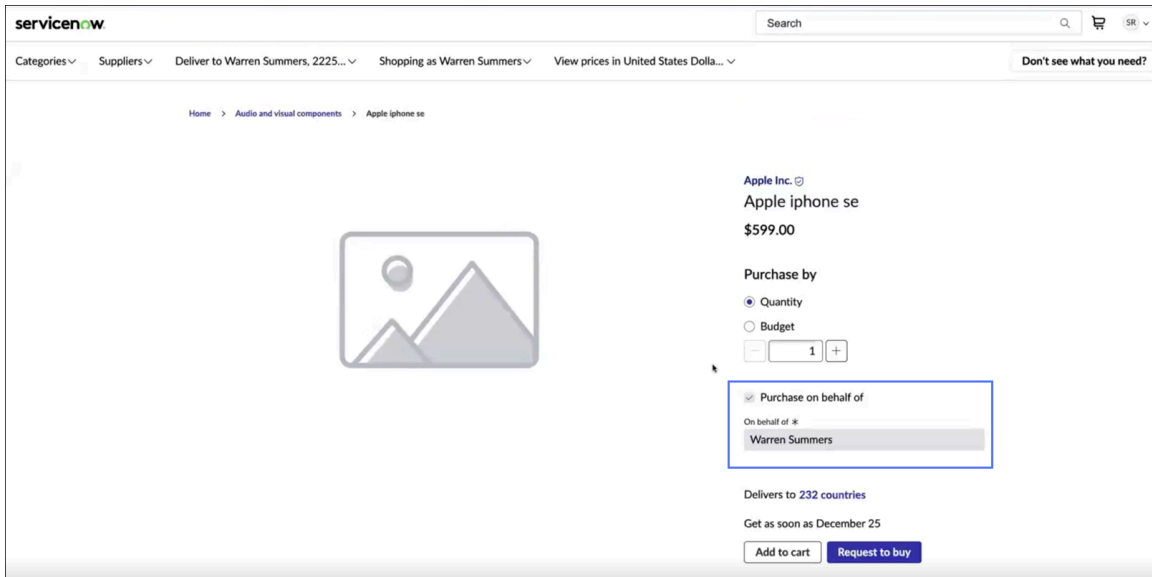 servicenow
Search
SR
Categories
Suppliers
Deliver to Warren Summers, 2225...
Shopping as Warren Summers
View prices in United States Dolla...
Don't see what you need?
Home > Audio and visual components > Apple iphone se
Apple Inc.
Apple iphone se
$599.00
Purchase by
Quantity
Budget
1
Purchase on behalf of
On behalf of *
Warren Summers
Delivers to 232 countries
Get as soon as December 25
Add to cart
Request to buy